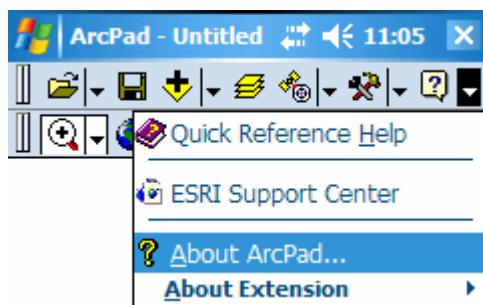 ArcPad - Untitled 11:05
Quick Reference Help
ESRI Support Center
About ArcPad...
About Extension